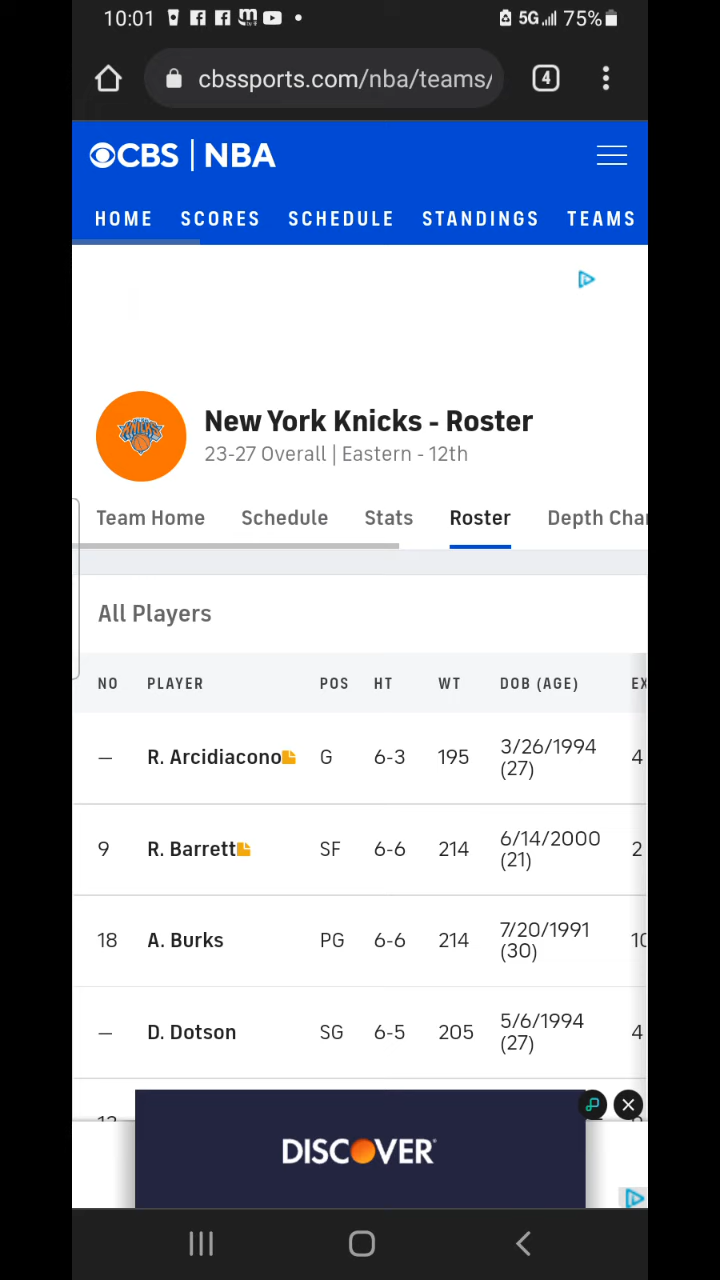 10:01 5G 75%
cbssports.com/nba/teams/ 4
CBS | NBA
HOME SCORES SCHEDULE STANDINGS TEAMS
KNICKS
New York Knicks - Roster
23-27 Overall | Eastern - 12th
Team Home Schedule Stats Roster Depth Cha
All Players
NO PLAYER POS HT WT DOB (AGE) EX
— R. Arcidiacono G 6-3 195 3/26/1994 (27) 4
9 R. Barrett SF 6-6 214 6/14/2000 (21) 2
18 A. Burks PG 6-6 214 7/20/1991 (30) 10
— D. Dotson SG 6-5 205 5/6/1994 (27) 4
DISCOVER